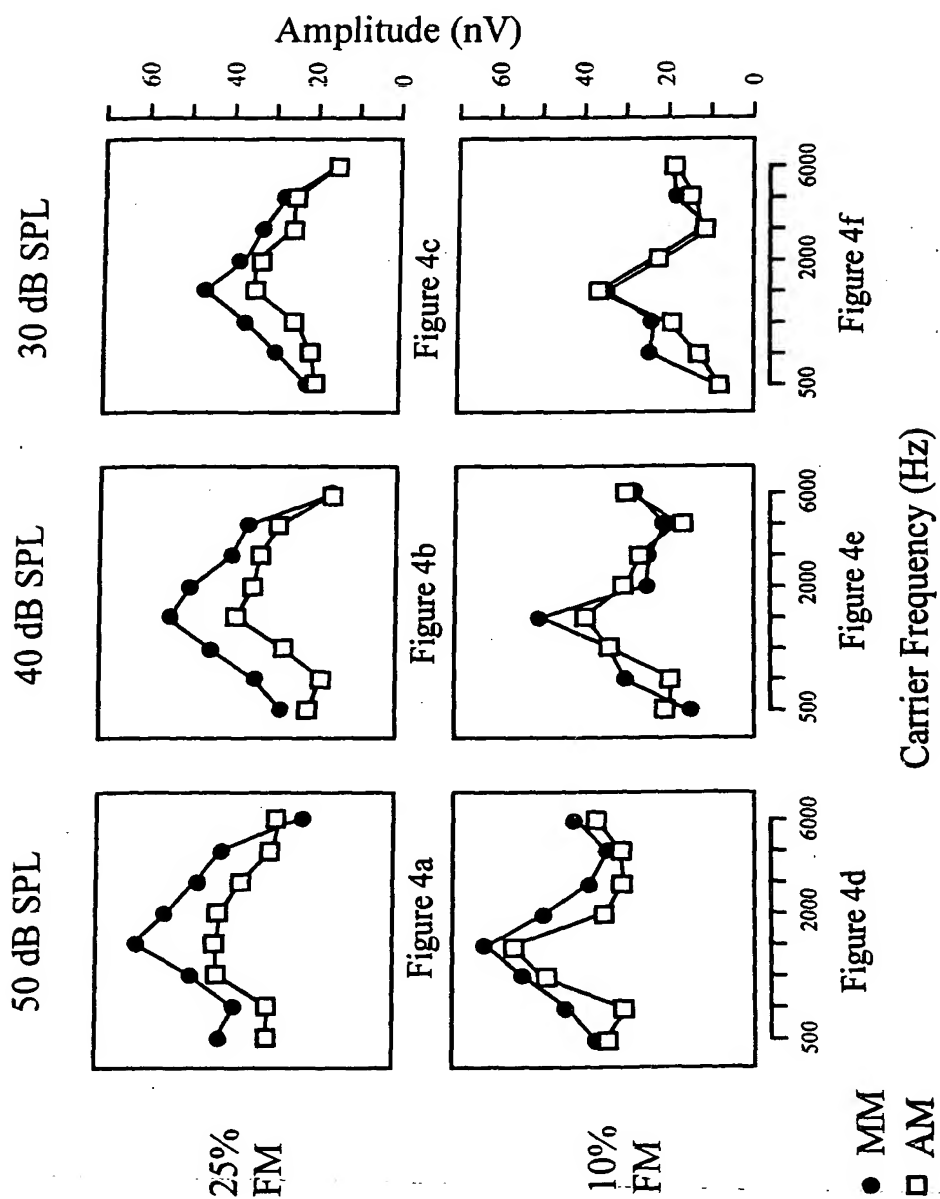 50 dB SPL
40 dB SPL
30 dB SPL
25%
FM
Amplitude (nV)
60
40
20
0
Figure 4a
Figure 4b
Figure 4c
10%
FM
60
40
20
0
500
2000
6000
500
2000
6000
500
2000
6000
Figure 4d
Figure 4e
Figure 4f
Carrier Frequency (Hz)
MM
AM